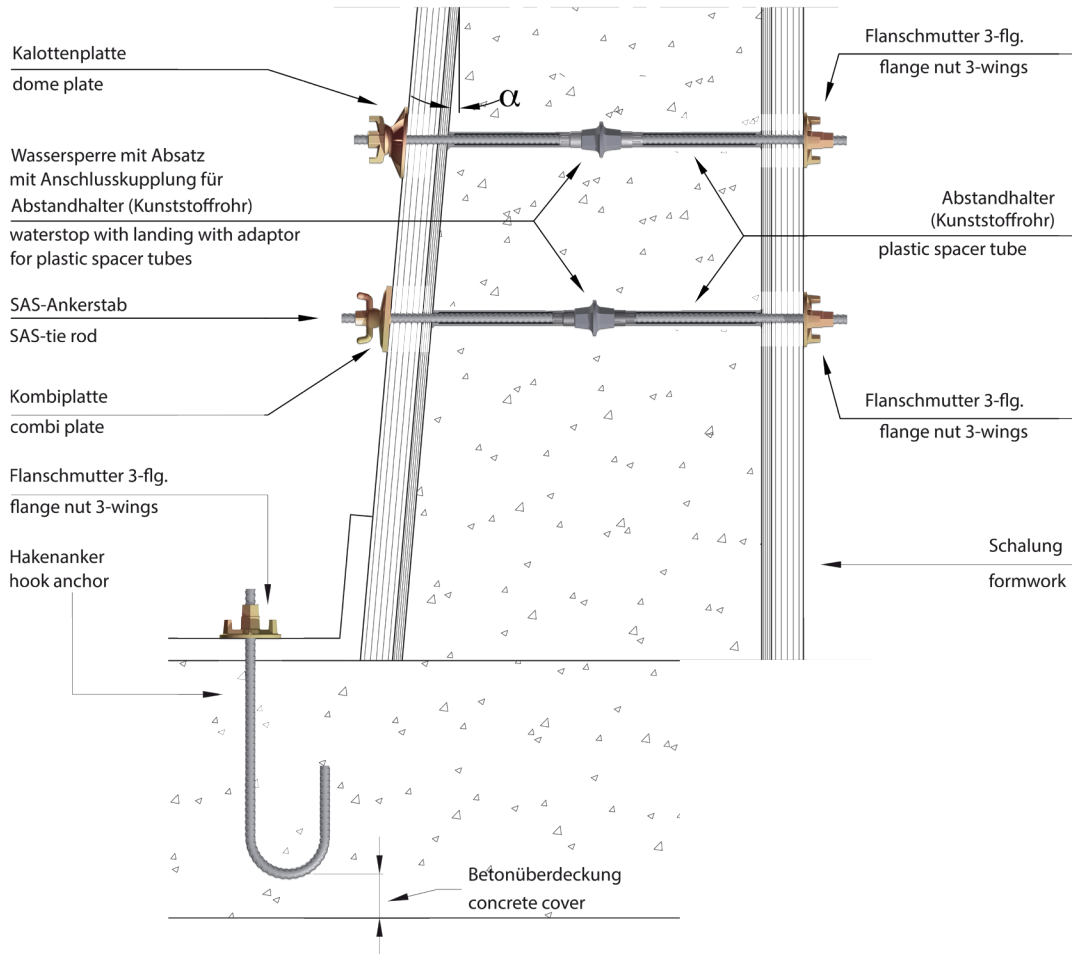 Kalottenplatte
dome plate
α
Flanschmutter 3-flg.
flange nut 3-wings
Wassersperre mit Absatz
mit Anschlusskupplung für
Abstandhalter (Kunststoffrohr)
waterstop with landing with adaptor
for plastic spacer tubes
Abstandhalter
(Kunststoffrohr)
plastic spacer tube
SAS-Ankerstab
SAS-tie rod
Kombiplatte
combi plate
Flanschmutter 3-flg.
flange nut 3-wings
Flanschmutter 3-flg.
flange nut 3-wings
Hakenanker
hook anchor
Schalung
formwork
Betonüberdeckung
concrete cover